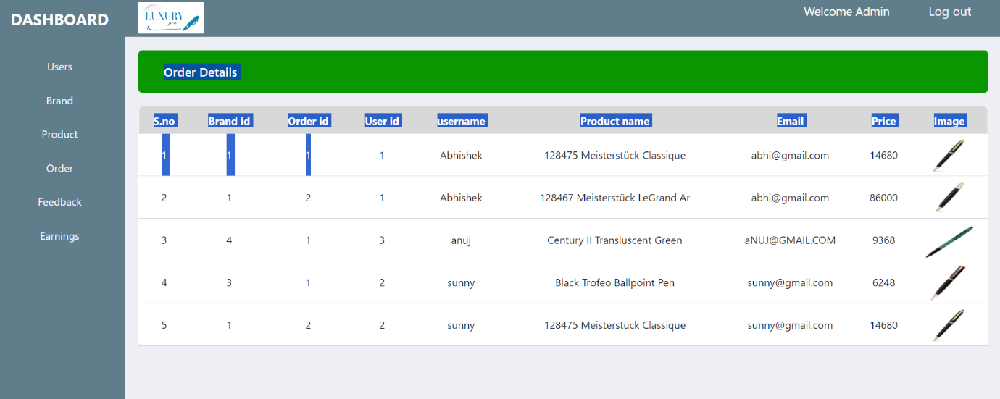 DASHBOARD
LUXURY
pen
Welcome Admin Log out
Users
Brand
Product
Order
Feedback
Earnings
Order Details
S.no Brand id Order id User id username Product name Email Price Image
1 1 1 1 Abhishek 128475 Meisterstück Classique abhi@gmail.com 14680
2 1 2 1 Abhishek 128467 Meisterstück LeGrand Ar abhi@gmail.com 86000
3 4 1 3 anuj Century II Transluscent Green aNUJ@GMAIL.COM 9368
4 3 1 2 sunny Black Trofeo Ballpoint Pen sunny@gmail.com 6248
5 1 2 2 sunny 128475 Meisterstück Classique sunny@gmail.com 14680